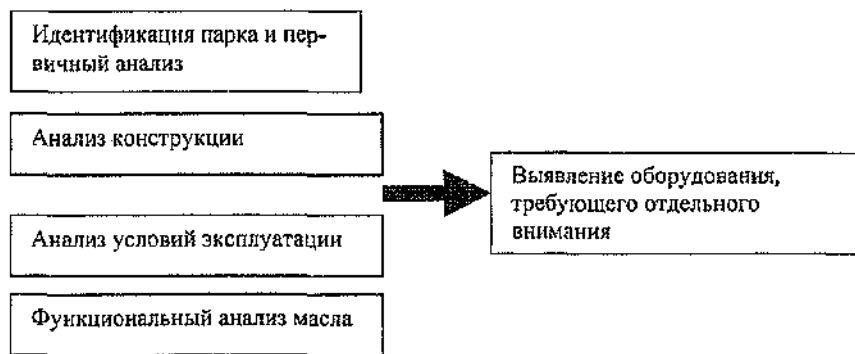 Идентификация парка и пер-
вичный анализ
Анализ конструкции
Анализ условий эксплуатации
Функциональный анализ масла
Выявление оборудования,
требующего отдельного
внимания